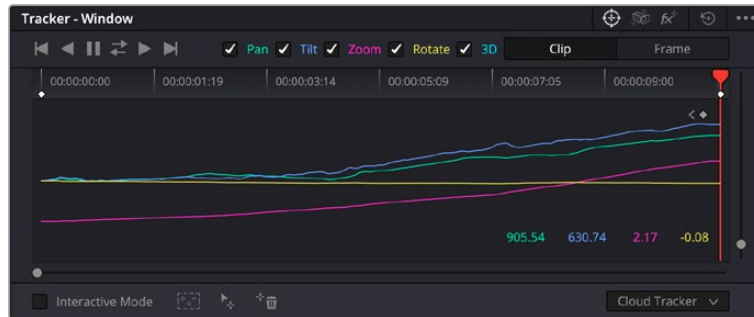 Tracker - Window
Pan Tilt Zoom Rotate 3D Clip Frame
00:00:00:00 00:00:01:19 00:00:03:14 00:00:05:09 00:00:07:05 00:00:09:00
905.54 630.74 2.17 -0.08
Interactive Mode Cloud Tracker